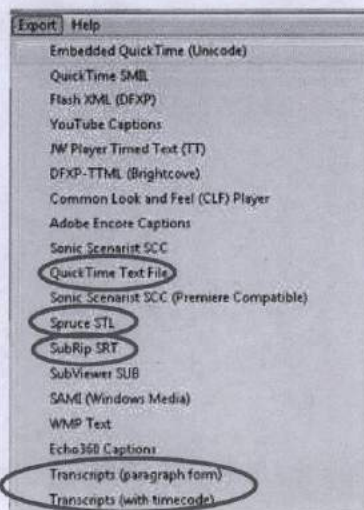 Export Help
Embedded QuickTime (Unicode)
QuickTime SMIL
Flash XML (DFXP)
YouTube Captions
JW Player Timed Text (TT)
DFXP-TTML (Brightcove)
Common Look and Feel (CLF) Player
Adobe Encore Captions
Sonic Scenarist SCC
QuickTime Text File
Sonic Scenarist SCC (Premiere Compatible)
Spruce STL
SubRip SRT
SubViewer SUB
SAMI (Windows Media)
WMP Text
Echo360 Captions
Transcripts (paragraph form)
Transcripts (with timecode)